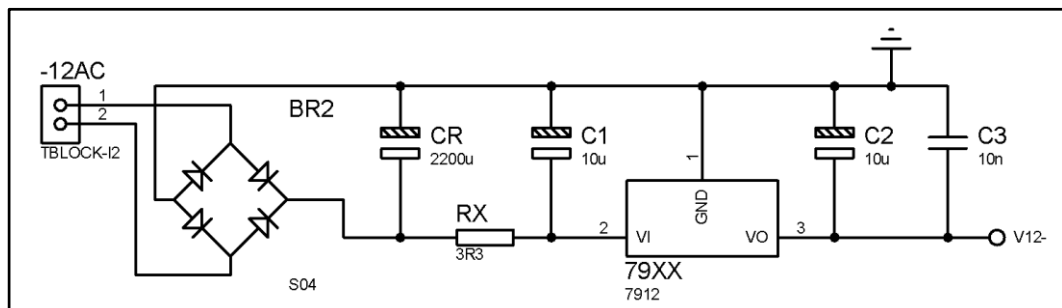 -12AC
1
2
TBLOCK-I2
BR2
S04
CR
2200u
RX
3R3
C1
10u
1
GND
2
VI
VO
3
79XX
7912
C2
10u
C3
10n
V12-